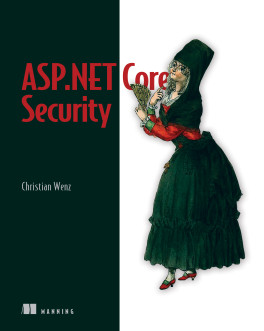 ASP.NET Core
Security
Christian Wenz
MANNING